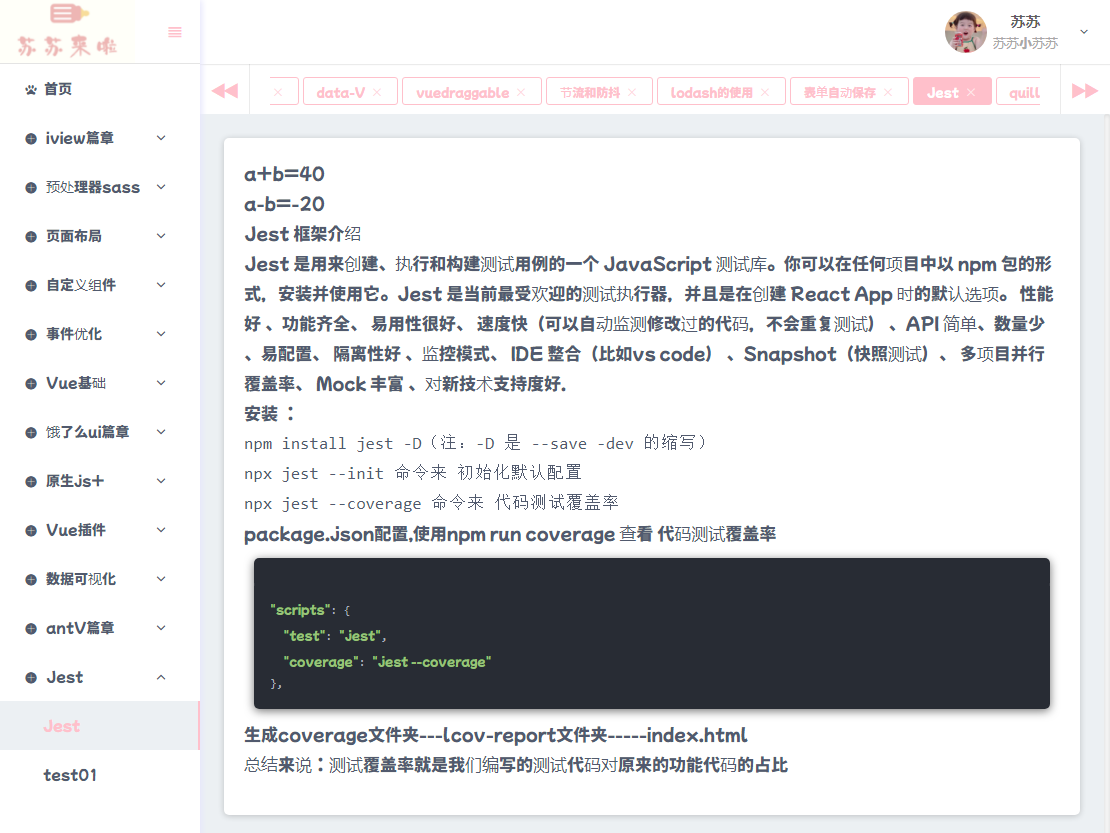 苏苏来啦
苏苏
苏苏小苏苏
首页
iview篇章
预处理器sass
页面布局
自定义组件
事件优化
Vue基础
饿了么ui篇章
原生Js+
Vue插件
数据可视化
antV篇章
Jest
Jest
test01
data-V
vuedraggable
节流和防抖
lodash的使用
表单自动保存
Jest
quill
a+b=40
a-b=-20
Jest 框架介绍
Jest 是用来创建、执行和构建测试用例的一个 JavaScript 测试库。你可以在任何项目中以 npm 包的形
式，安装并使用它。Jest 是当前最受欢迎的测试执行器，并且是在创建 React App 时的默认选项。 性能
好 、功能齐全、 易用性很好、 速度快（可以自动监测修改过的代码，不会重复测试） 、API 简单、数量少
、易配置、 隔离性好 、监控模式、 IDE 整合（比如vs code） 、Snapshot（快照测试）、 多项目并行
覆盖率、 Mock 丰富 、对新技术支持度好.
安装 ：
npm install jest -D（注：-D 是 --save -dev 的缩写）
npx jest --init 命令来 初始化默认配置
npx jest --coverage 命令来 代码测试覆盖率
package.json配置,使用npm run coverage 查看 代码测试覆盖率
"scripts": {
"test": "jest",
"coverage": "jest --coverage"
},
生成coverage文件夹---lcov-report文件夹-----index.html
总结来说：测试覆盖率就是我们编写的测试代码对原来的功能代码的占比